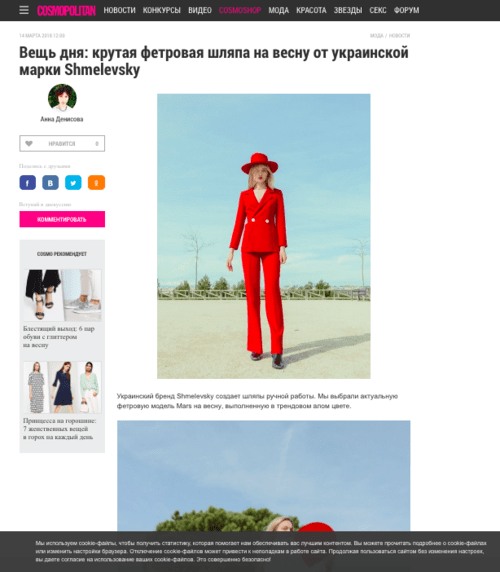 COSMOPOLITAN НОВОСТИ КОНКУРСЫ ВИДЕО COSMOSHOP МОДА КРАСОТА ЗВЕЗДЫ СЕКС ФОРУМ
14 МАРТА 2018 12:06 МОДА / НОВОСТИ
Вещь дня: крутая фетровая шляпа на весну от украинской
марки Shmelevsky
Анна Денисова
НРАВИТСЯ 0
Поделись с друзьями
Вступай в дискуссию
КОММЕНТИРОВАТЬ
COSMO РЕКОМЕНДУЕТ
Блестящий выход: 6 пар
обуви с глиттером
на весну
Принцесса на горошине:
7 женственных вещей
в горох на каждый день
Украинский бренд Shmelevsky создает шляпы ручной работы. Мы выбрали актуальную
фетровую модель Mars на весну, выполненную в трендовом алом цвете.
Мы используем cookie-файлы, чтобы получить статистику, которая помогает нам обеспечивать вас лучшим контентом. Вы можете прочитать подробнее о cookie-файлах
или изменить настройки браузера. Отключение cookie-файлов может привести к неполадкам в работе сайта. Продолжая пользоваться сайтом без изменения настроек,
вы даете согласие на использование ваших cookie-файлов. Это совершенно безопасно!